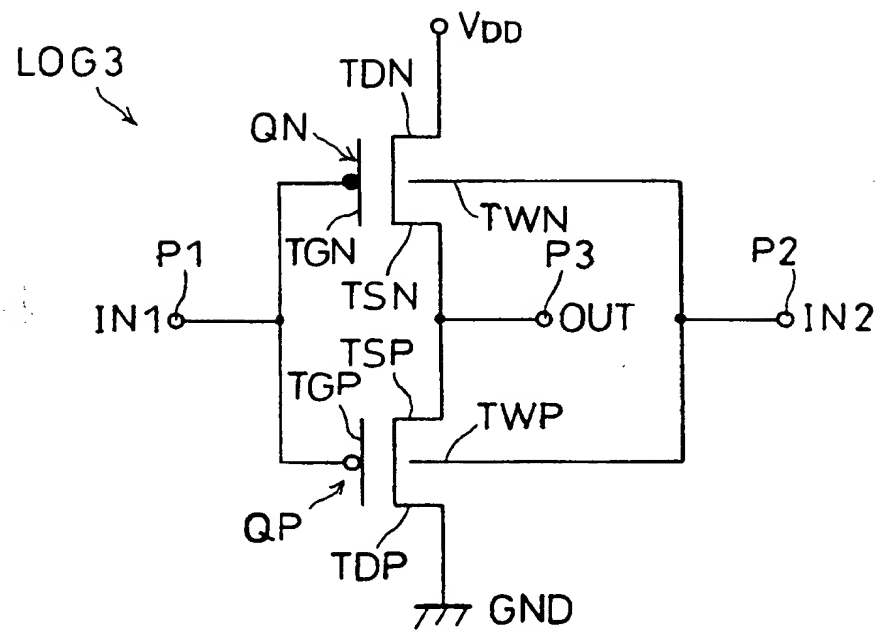 VDD
LOG3
TDN
QN
TWN
TGN
P1
P3
P2
TSN
IN1
OUT
IN2
TSP
TGP
TWP
QP
TDP
GND